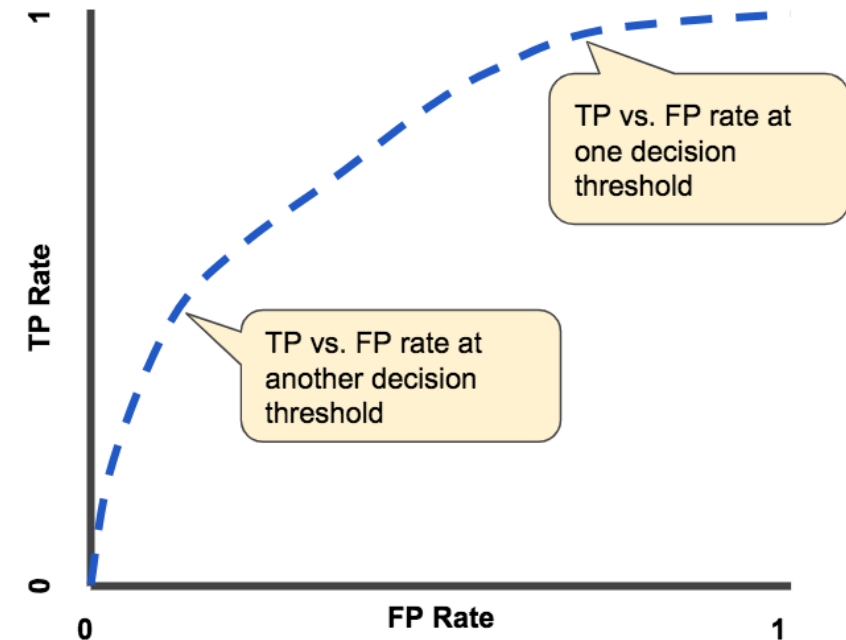 1
TP vs. FP rate at
one decision
threshold
TP Rate
TP vs. FP rate at
another decision
threshold
0
0
FP Rate
1